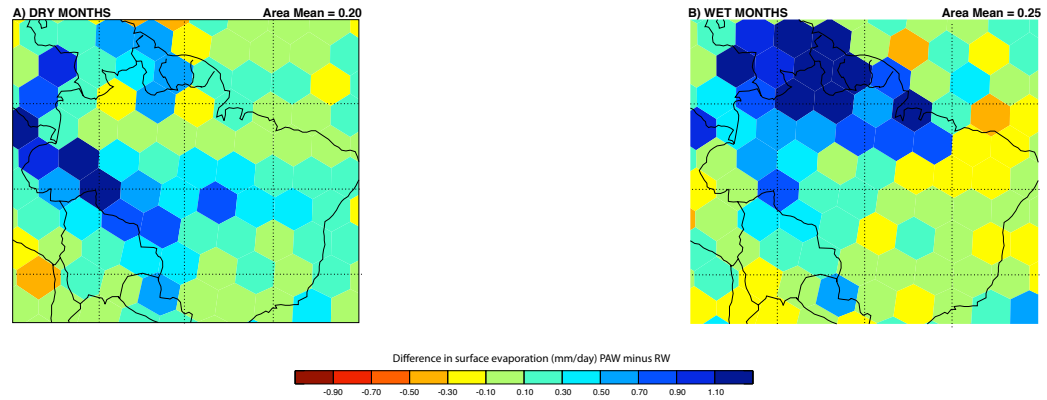 A) DRY MONTHS Area Mean = 0.20
B) WET MONTHS Area Mean = 0.25
Difference in surface evaporation (mm/day) PAW minus RW
-0.90 -0.70 -0.50 -0.30 -0.10 0.10 0.30 0.50 0.70 0.90 1.10